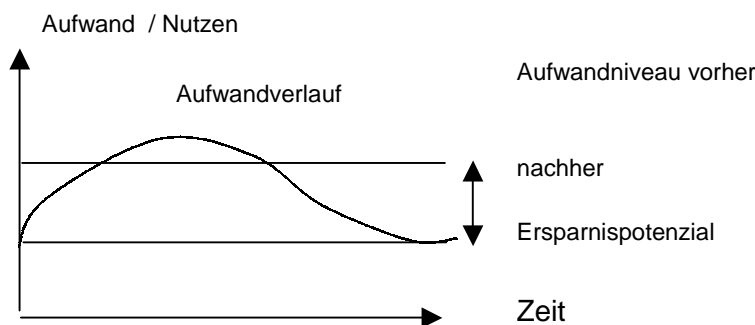 Aufwand / Nutzen
Aufwandniveau vorher
Aufwandverlauf
nachher
Ersparnispotenzial
Zeit